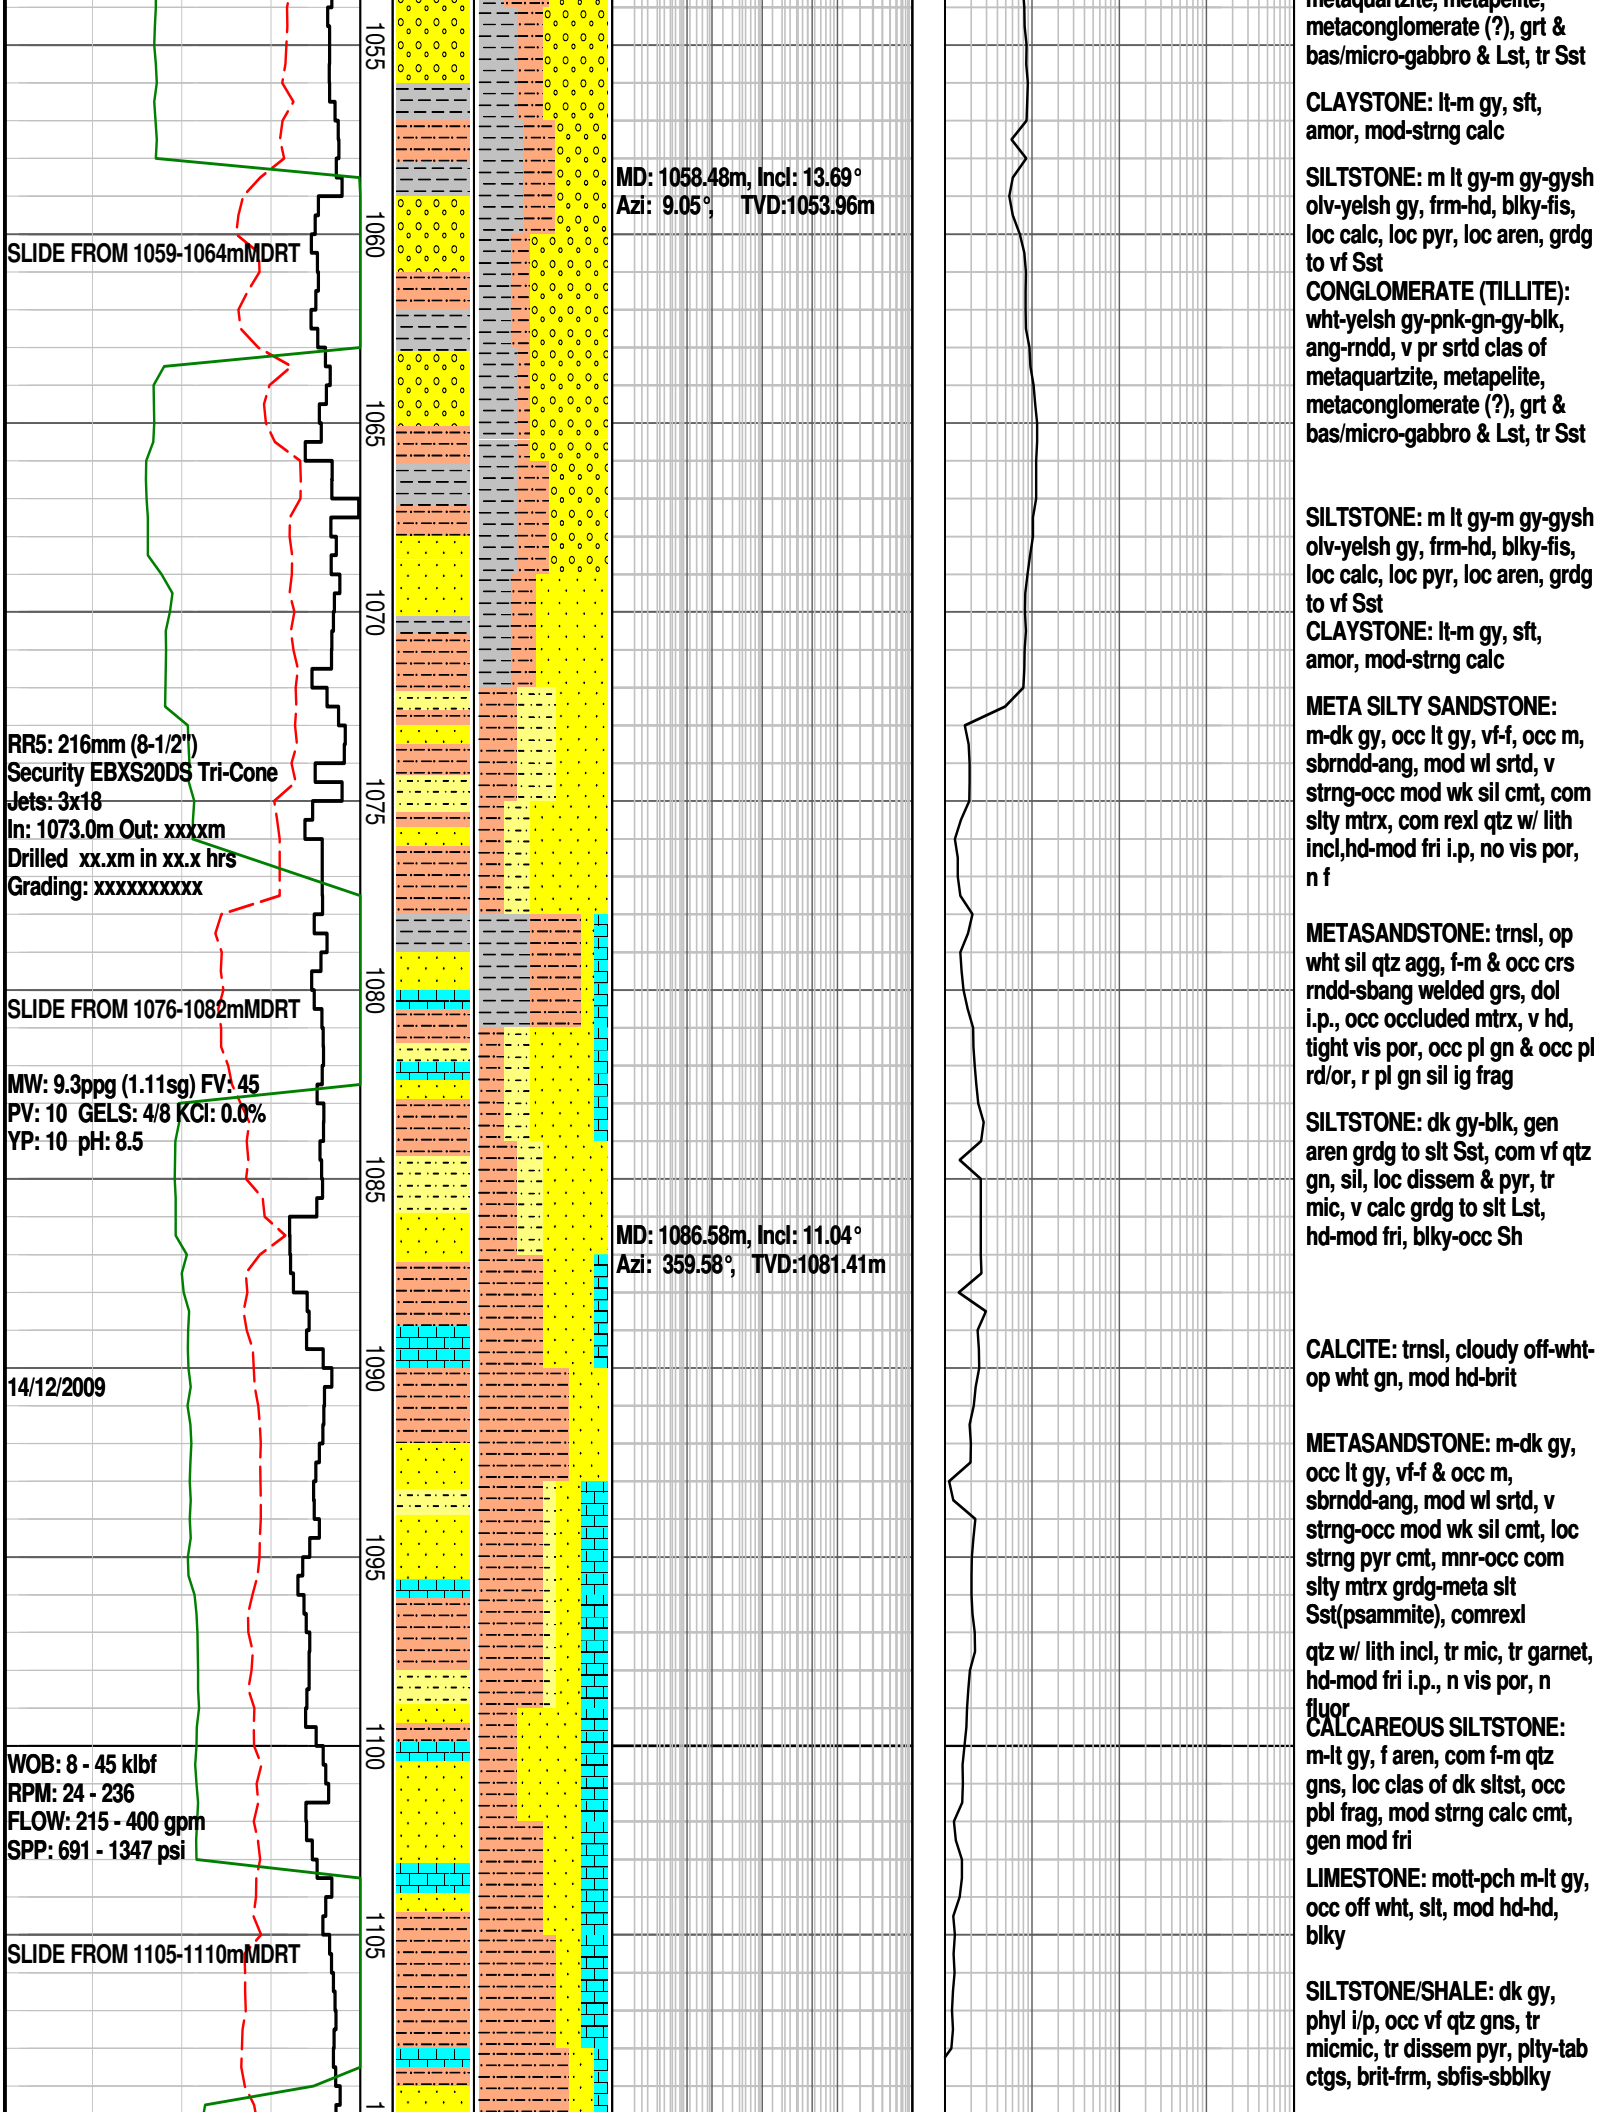 SLIDE FROM 1059-1064mMDRT
RR5: 216mm (8-1/2")
Security EBXS20DS Tri-Cone
Jets: 3x18
In: 1073.0m Out: xxxxm
Drilled xx.xm in xx.x hrs
Grading: xxxxxxxxxx
SLIDE FROM 1076-1082mMDRT
MW: 9.3ppg (1.11sg) FV: 45
PV: 10 GELS: 4/8 KCl: 0.0%
YP: 10 pH: 8.5
14/12/2009
WOB: 8 - 45 klbf
RPM: 24 - 236
FLOW: 215 - 400 gpm
SPP: 691 - 1347 psi
SLIDE FROM 1105-1110mMDRT
1055
1060
1065
1070
1075
1080
1085
1090
1095
1100
1105
1
MD: 1058.48m, Incl: 13.69°
Azi: 9.05°, TVD:1053.96m
MD: 1086.58m, Incl: 11.04°
Azi: 359.58°, TVD:1081.41m
metaquartzite, metapelite,
metaconglomerate (?), grt &
bas/micro-gabbro & Lst, tr Sst
CLAYSTONE: lt-m gy, sft,
amor, mod-strng calc
SILTSTONE: m lt gy-m gy-gysh
olv-yelsh gy, frm-hd, blky-fis,
loc calc, loc pyr, loc aren, grdg
to vf Sst
CONGLOMERATE (TILLITE):
wht-yelsh gy-pnk-gn-gy-blk,
ang-rndd, v pr srtd clas of
metaquartzite, metapelite,
metaconglomerate (?), grt &
bas/micro-gabbro & Lst, tr Sst
SILTSTONE: m lt gy-m gy-gysh
olv-yelsh gy, frm-hd, blky-fis,
loc calc, loc pyr, loc aren, grdg
to vf Sst
CLAYSTONE: lt-m gy, sft,
amor, mod-strng calc
META SILTY SANDSTONE:
m-dk gy, occ lt gy, vf-f, occ m,
sbrndd-ang, mod wl srtd, v
strng-occ mod wk sil cmt, com
slty mtrx, com rexl qtz w/ lith
incl,hd-mod fri i.p, no vis por,
n f
METASANDSTONE: trnsl, op
wht sil qtz agg, f-m & occ crs
rndd-sbang welded grs, dol
i.p., occ occluded mtrx, v hd,
tight vis por, occ pl gn & occ pl
rd/or, r pl gn sil ig frag
SILTSTONE: dk gy-blk, gen
aren grdg to slt Sst, com vf qtz
gn, sil, loc dissem & pyr, tr
mic, v calc grdg to slt Lst,
hd-mod fri, blky-occ Sh
CALCITE: trnsl, cloudy off-wht-
op wht gn, mod hd-brit
METASANDSTONE: m-dk gy,
occ lt gy, vf-f & occ m,
sbrndd-ang, mod wl srtd, v
strng-occ mod wk sil cmt, loc
strng pyr cmt, mnr-occ com
slty mtrx grdg-meta slt
Sst(psammite), comrexl
qtz w/ lith incl, tr mic, tr garnet,
hd-mod fri i.p., n vis por, n
fluor
CALCAREOUS SILTSTONE:
m-lt gy, f aren, com f-m qtz
gns, loc clas of dk sltst, occ
pbl frag, mod strng calc cmt,
gen mod fri
LIMESTONE: mott-pch m-lt gy,
occ off wht, slt, mod hd-hd,
blky
SILTSTONE/SHALE: dk gy,
phyl i/p, occ vf qtz gns, tr
micmic, tr dissem pyr, plty-tab
ctgs, brit-frm, sbfis-sbblky